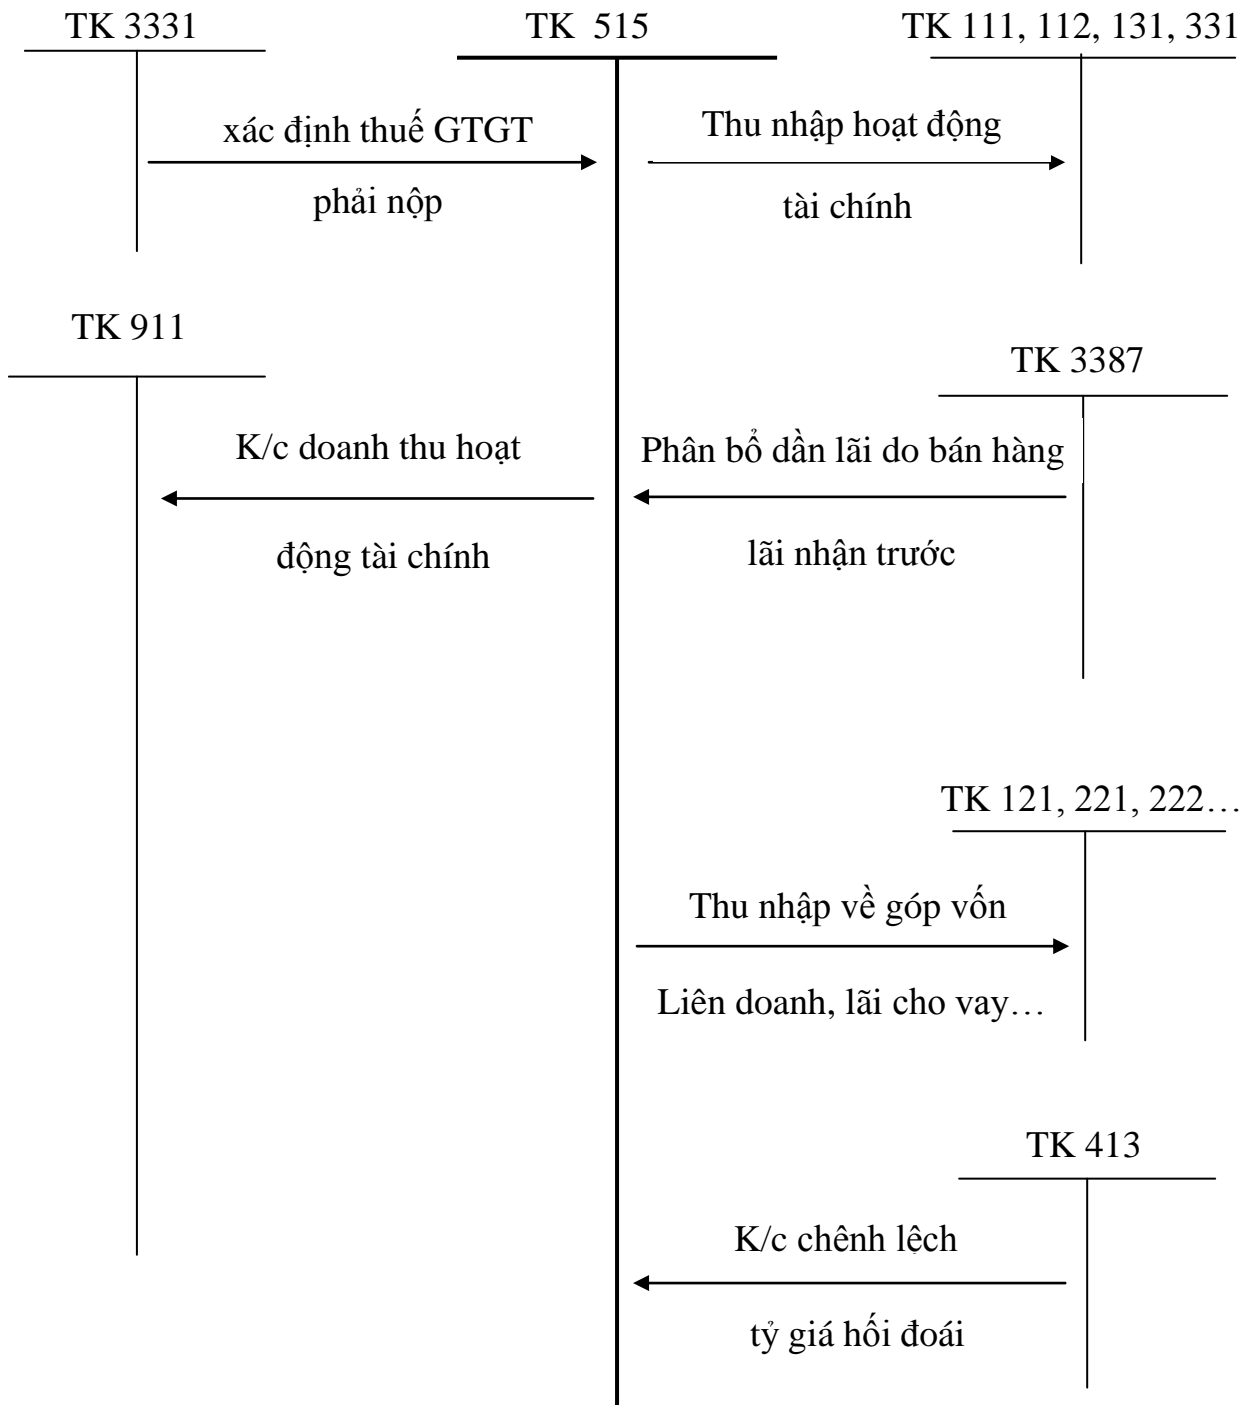 TK 3331
TK 515
TK 111, 112, 131, 331
xác định thuế GTGT
phải nộp
Thu nhập hoạt động
tài chính
TK 911
TK 3387
K/c doanh thu hoạt
động tài chính
Phân bổ dần lãi do bán hàng
lãi nhận trước
TK 121, 221, 222…
Thu nhập về góp vốn
Liên doanh, lãi cho vay…
TK 413
K/c chênh lệch
tỷ giá hối đoái